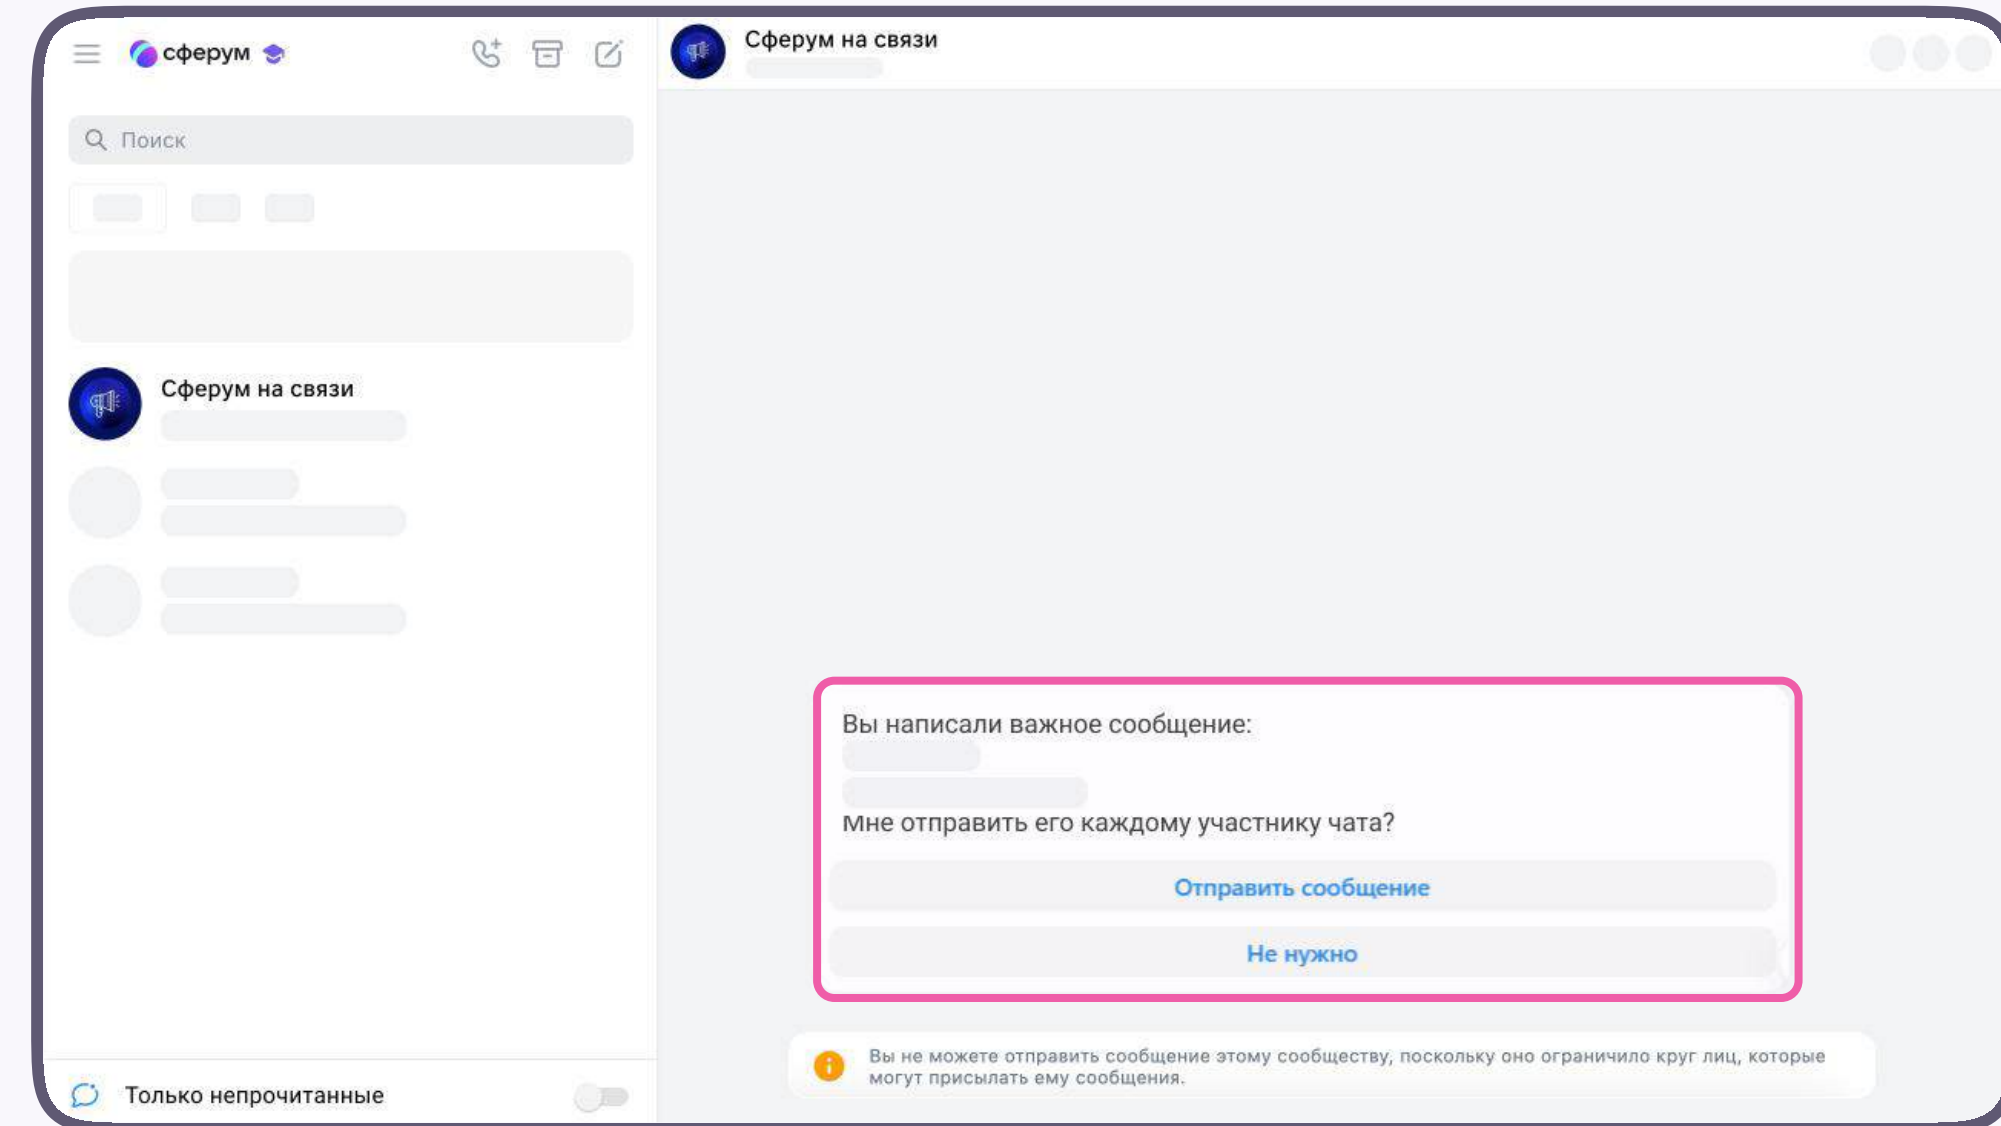 сферум
Поиск
Сферум на связи
Только непрочитанные
Сферум на связи
Вы написали важное сообщение:
Мне отправить его каждому участнику чата?
Отправить сообщение
Не нужно
Вы не можете отправить сообщение этому сообществу, поскольку оно ограничило круг лиц, которые
могут присылать ему сообщения.